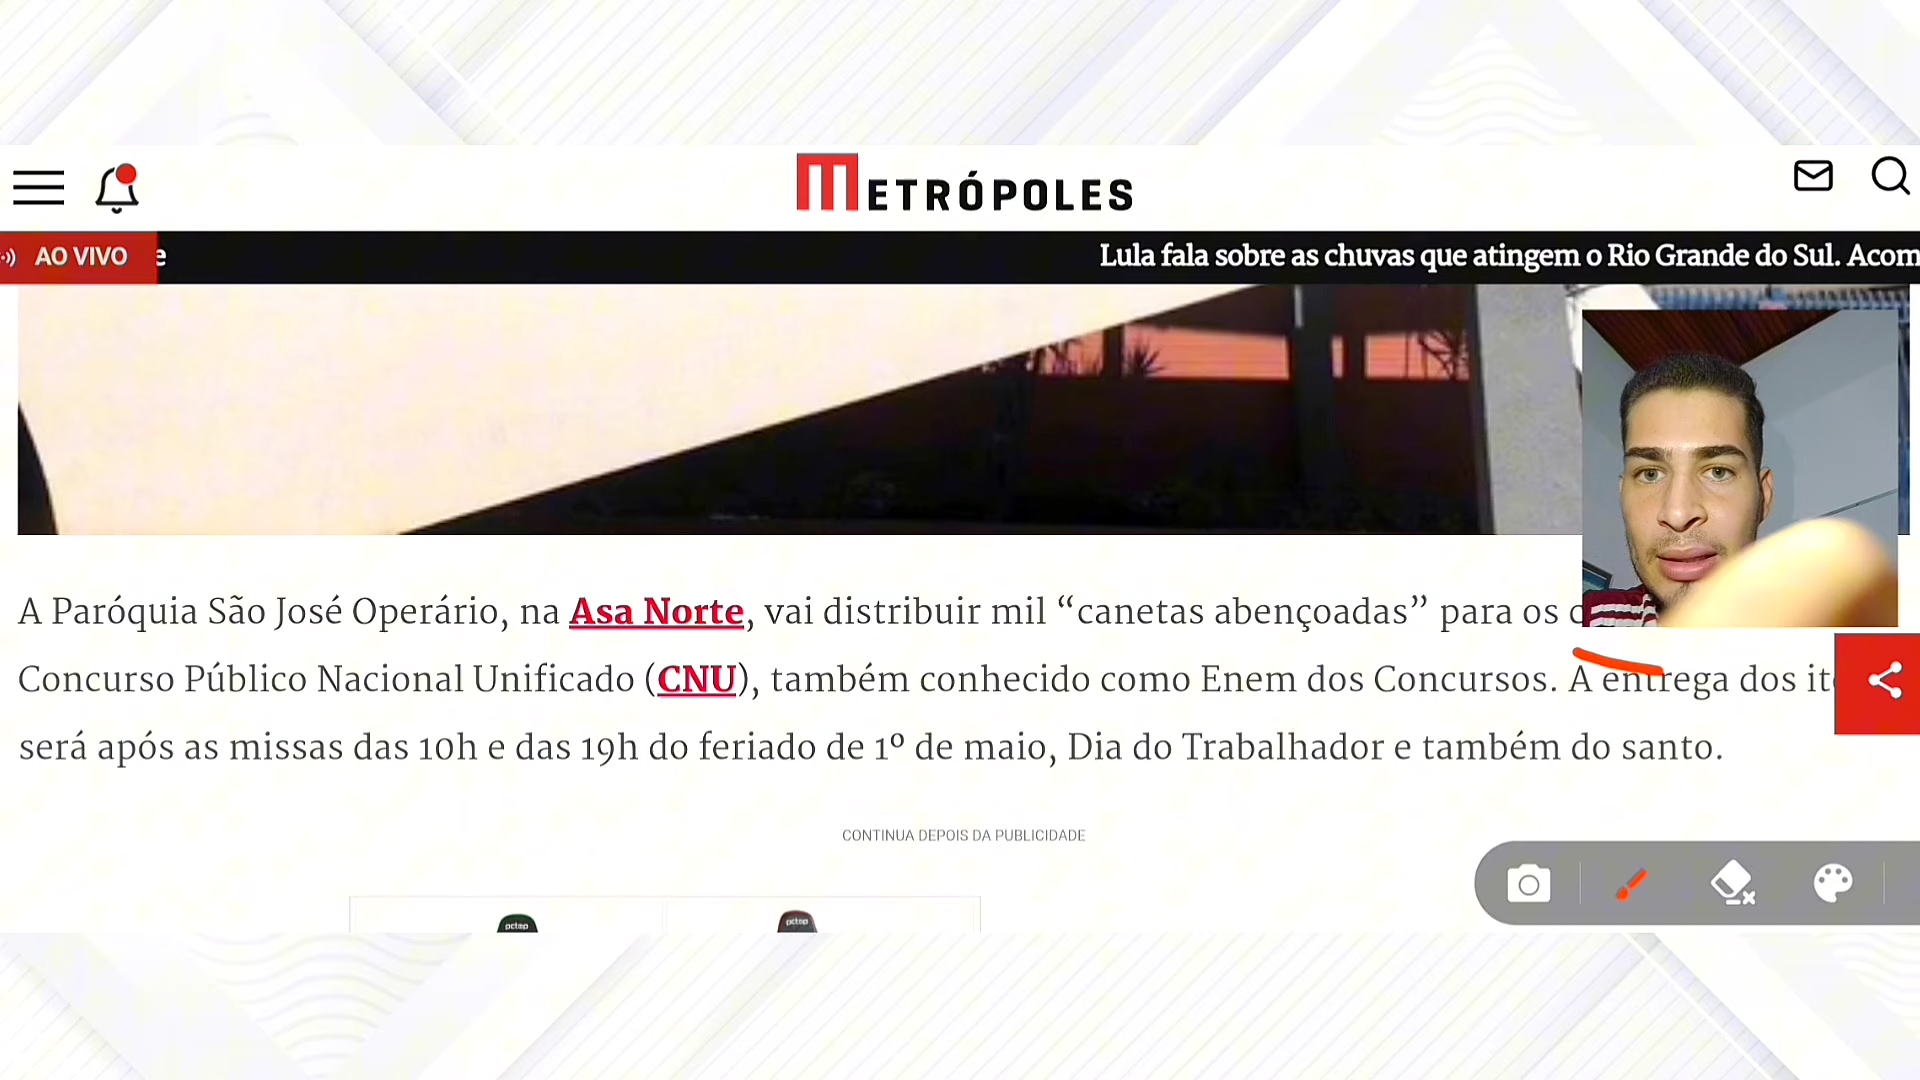 METRÓPOLES
AO VIVO e Lula fala sobre as chuvas que atingem o Rio Grande do Sul. Acom
A Paróquia São José Operário, na Asa Norte, vai distribuir mil “canetas abençoadas” para os c
Concurso Público Nacional Unificado (CNU), também conhecido como Enem dos Concursos. A entrega dos it
será após as missas das 10h e das 19h do feriado de 1º de maio, Dia do Trabalhador e também do santo.
CONTINUA DEPOIS DA PUBLICIDADE
pctop pctop